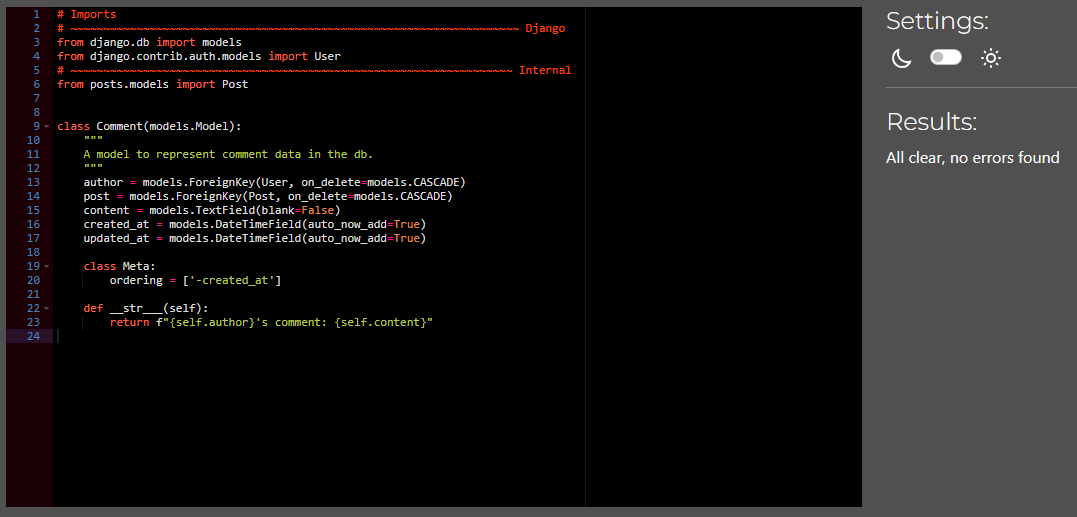 1 # Imports
2 # ~~~~~~~~~~~~~~~~~~~~~~~~~~~~~~~~~~~~~~~~~~~~~~~~~~~~~~~~~~~~~~~~~~~~ Django
3 from django.db import models
4 from django.contrib.auth.models import User
5 # ~~~~~~~~~~~~~~~~~~~~~~~~~~~~~~~~~~~~~~~~~~~~~~~~~~~~~~~~~~~~~~~~~~~ Internal
6 from posts.models import Post
7
8
9 class Comment(models.Model):
10     """
11     A model to represent comment data in the db.
12     """
13     author = models.ForeignKey(User, on_delete=models.CASCADE)
14     post = models.ForeignKey(Post, on_delete=models.CASCADE)
15     content = models.TextField(blank=False)
16     created_at = models.DateTimeField(auto_now_add=True)
17     updated_at = models.DateTimeField(auto_now_add=True)
18
19     class Meta:
20         ordering = ['-created_at']
21
22     def __str___(self):
23         return f"{self.author}'s comment: {self.content}"
24
Settings:
Results:
All clear, no errors found